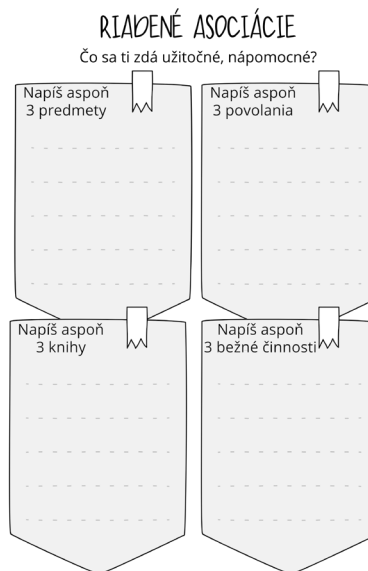 RIADENÉ ASOCIÁCIE
Čo sa ti zdá užitočné, nápomocné?
Napíš aspoň
3 predmety
Napíš aspoň
3 povolania
Napíš aspoň
3 knihy
Napíš aspoň
3 bežné činnosti